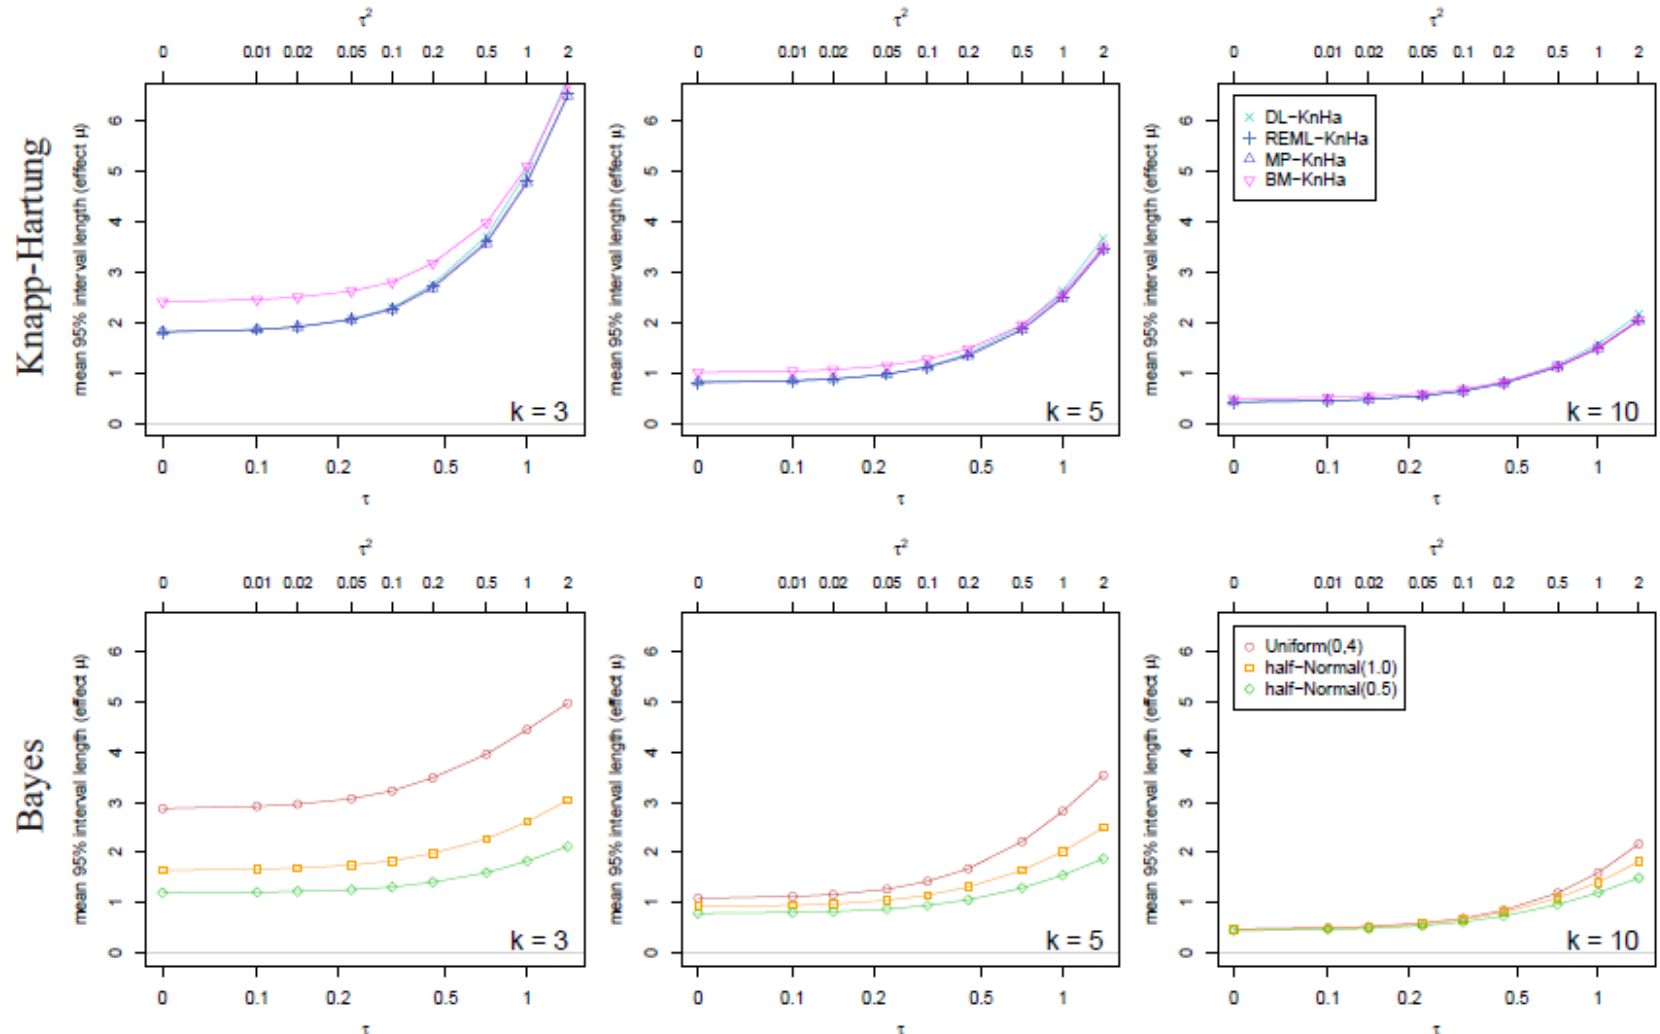 τ² τ² τ²
0 0.01 0.02 0.05 0.1 0.2 0.5 1 2 0 0.01 0.02 0.05 0.1 0.2 0.5 1 2 0 0.01 0.02 0.05 0.1 0.2 0.5 1 2
Knapp-Hartung
mean 95% interval length (effect μ)
0 1 2 3 4 5 6
k = 3
0 0.1 0.2 0.5 1
τ
mean 95% interval length (effect μ)
0 1 2 3 4 5 6
k = 5
0 0.1 0.2 0.5 1
τ
mean 95% interval length (effect μ)
0 1 2 3 4 5 6
DL-KnHa
REML-KnHa
MP-KnHa
BM-KnHa
k = 10
0 0.1 0.2 0.5 1
τ
τ² τ² τ²
0 0.01 0.02 0.05 0.1 0.2 0.5 1 2 0 0.01 0.02 0.05 0.1 0.2 0.5 1 2 0 0.01 0.02 0.05 0.1 0.2 0.5 1 2
Bayes
mean 95% interval length (effect μ)
0 1 2 3 4 5 6
k = 3
0 0.1 0.2 0.5 1
τ
mean 95% interval length (effect μ)
0 1 2 3 4 5 6
k = 5
0 0.1 0.2 0.5 1
τ
mean 95% interval length (effect μ)
0 1 2 3 4 5 6
Uniform(0,4)
half-Normal(1.0)
half-Normal(0.5)
k = 10
0 0.1 0.2 0.5 1
τ